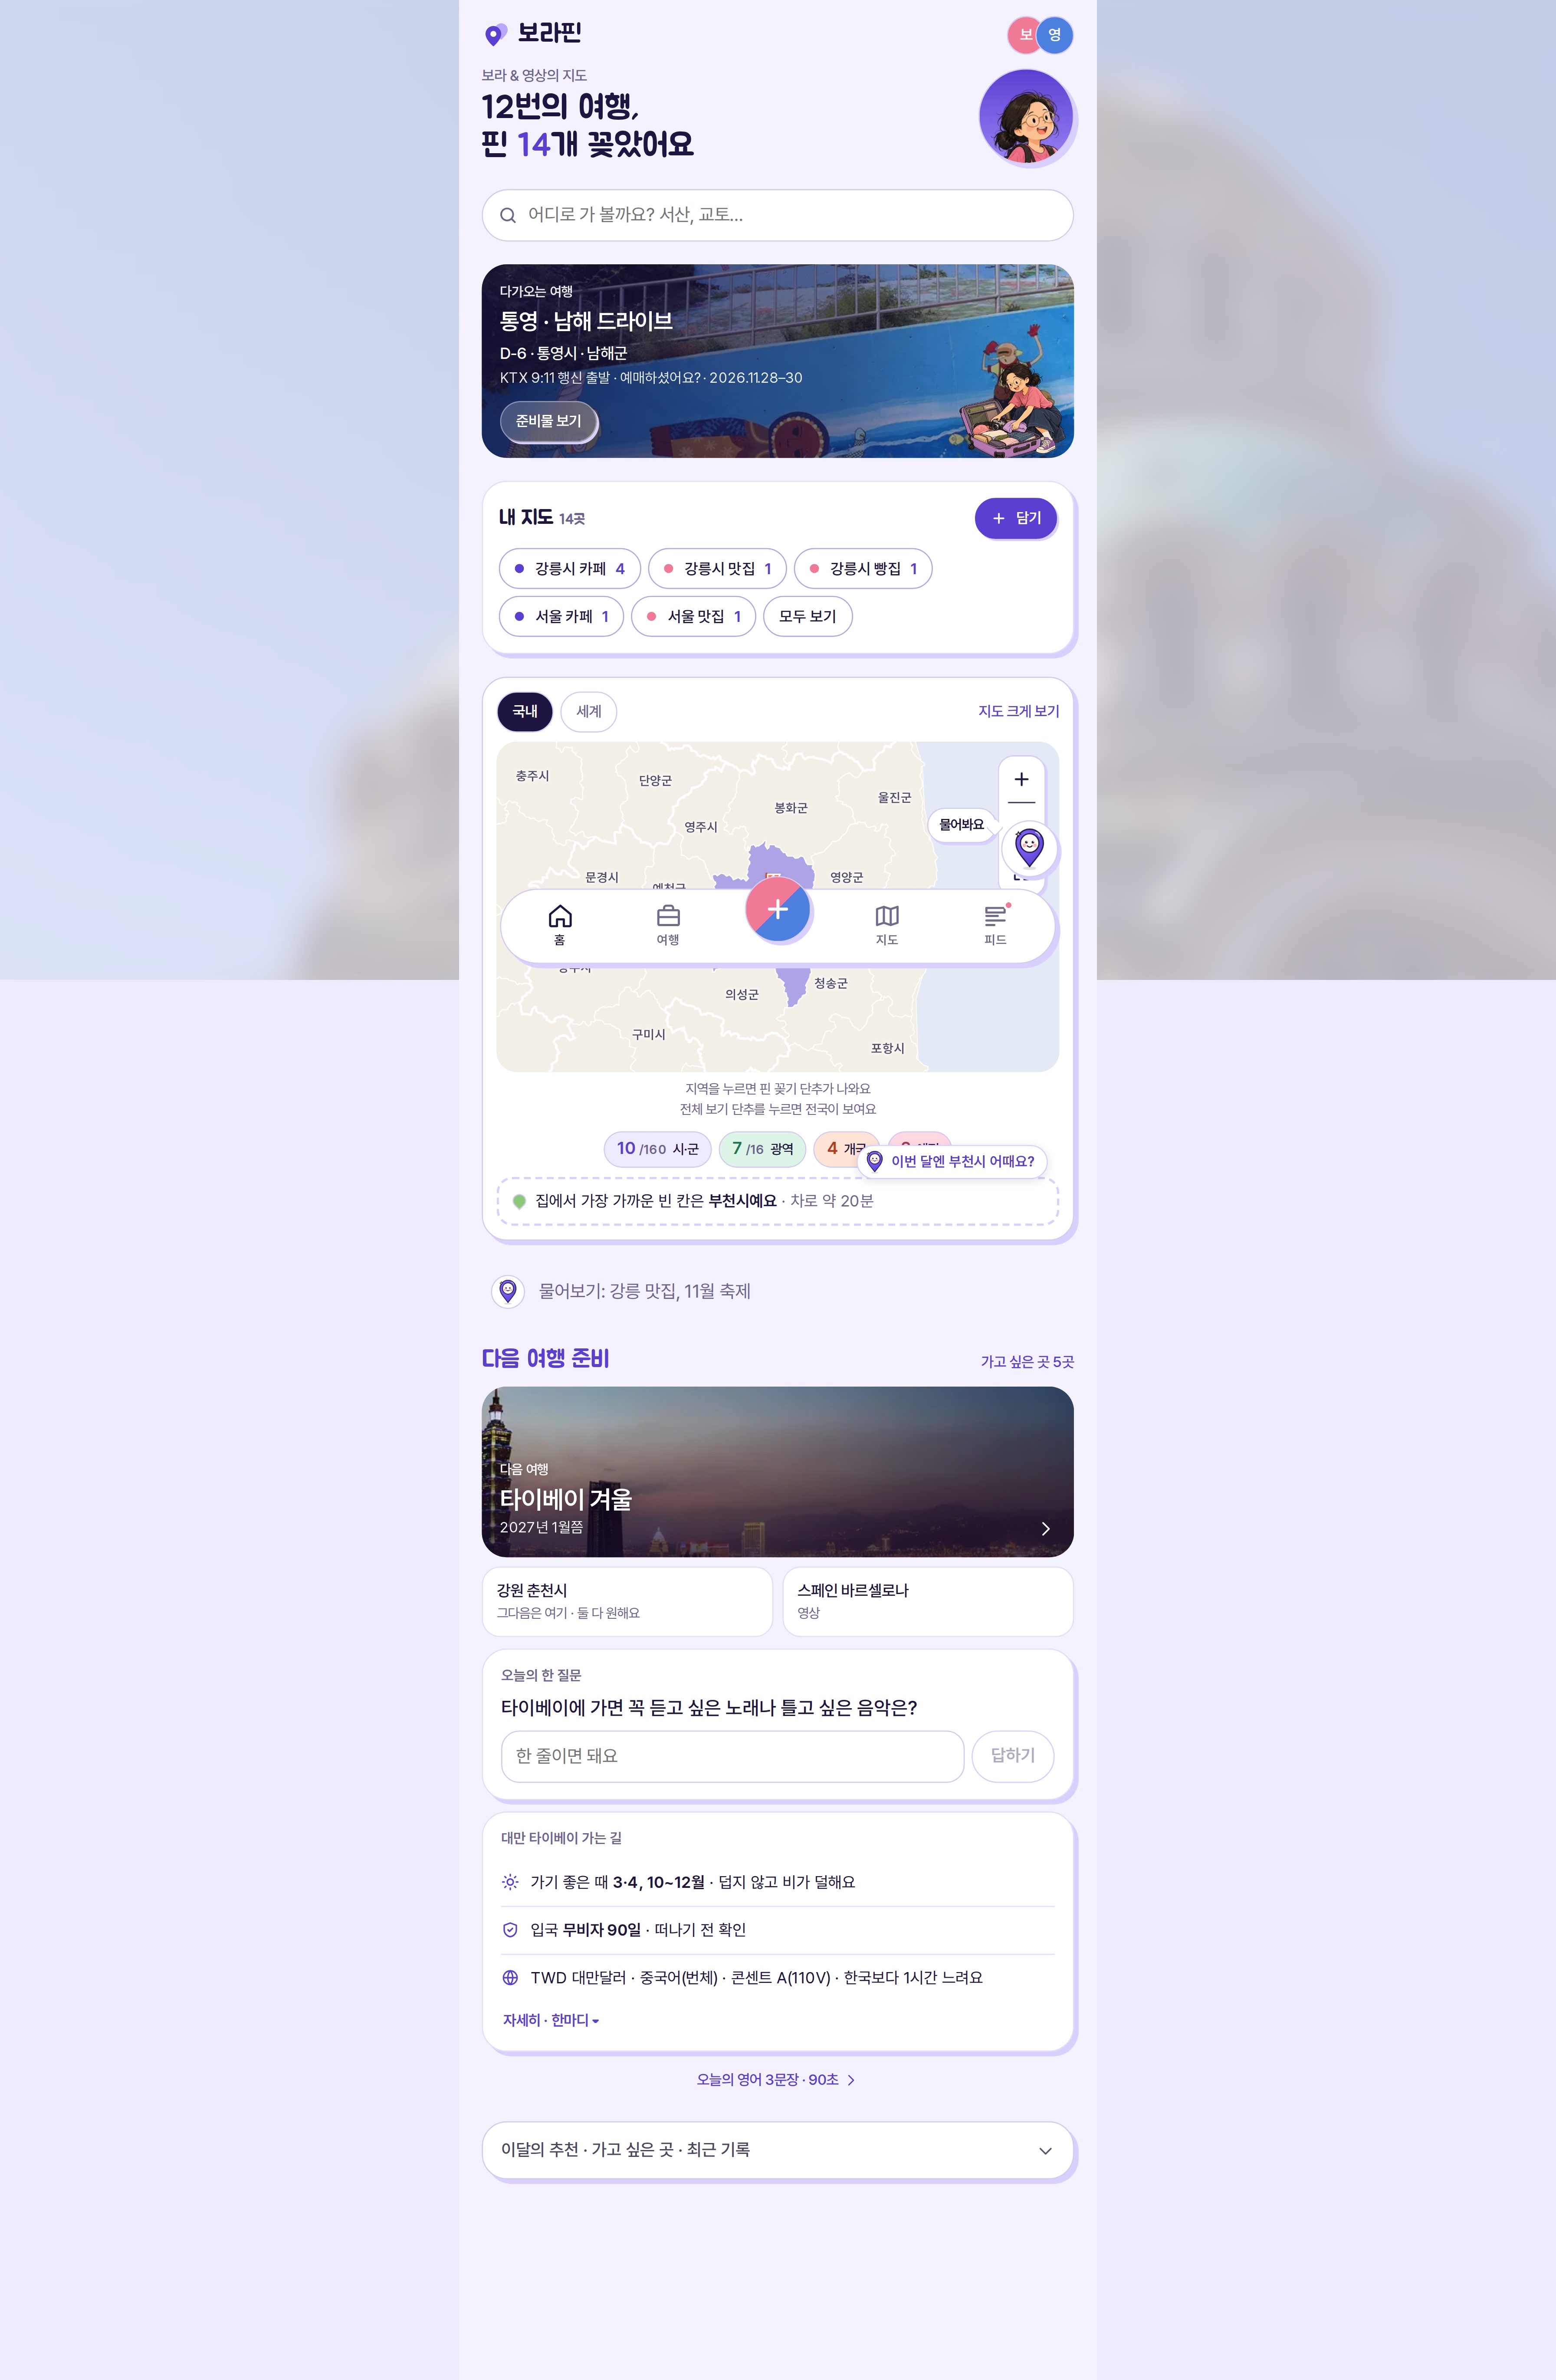 보라핀
보 영
보라 & 영상의 지도
12번의 여행,
핀 14개 꽂았어요
어디로 가 볼까요? 서산, 교토...
다가오는 여행
통영 · 남해 드라이브
D-6 · 통영시 · 남해군
KTX 9:11 행신 출발 · 예매하셨어요? · 2026.11.28–30
준비물 보기
내 지도 14곳
+ 담기
강릉시 카페 4
강릉시 맛집 1
강릉시 빵집 1
서울 카페 1
서울 맛집 1
모두 보기
국내
세계
지도 크게 보기
충주시
단양군
봉화군
울진군
영주시
물어봐요
문경시
영양군
홈
여행
지도
피드
의성군
청송군
구미시
포항시
지역을 누르면 핀 꽂기 단추가 나와요
전체 보기 단추를 누르면 전국이 보여요
10 /160 시·군
7 /16 광역
4
이번 달엔 부천시 어때요?
집에서 가장 가까운 빈 칸은 부천시예요 · 차로 약 20분
물어보기: 강릉 맛집, 11월 축제
다음 여행 준비
가고 싶은 곳 5곳
다음 여행
타이베이 겨울
2027년 1월쯤
강원 춘천시
그다음은 여기 · 둘 다 원해요
스페인 바르셀로나
영상
오늘의 한 질문
타이베이에 가면 꼭 듣고 싶은 노래나 틀고 싶은 음악은?
한 줄이면 돼요
답하기
대만 타이베이 가는 길
가기 좋은 때 3·4, 10~12월 · 덥지 않고 비가 덜해요
입국 무비자 90일 · 떠나기 전 확인
TWD 대만달러 · 중국어(번체) · 콘센트 A(110V) · 한국보다 1시간 느려요
자세히 · 한마디
오늘의 영어 3문장 · 90초
이달의 추천 · 가고 싶은 곳 · 최근 기록